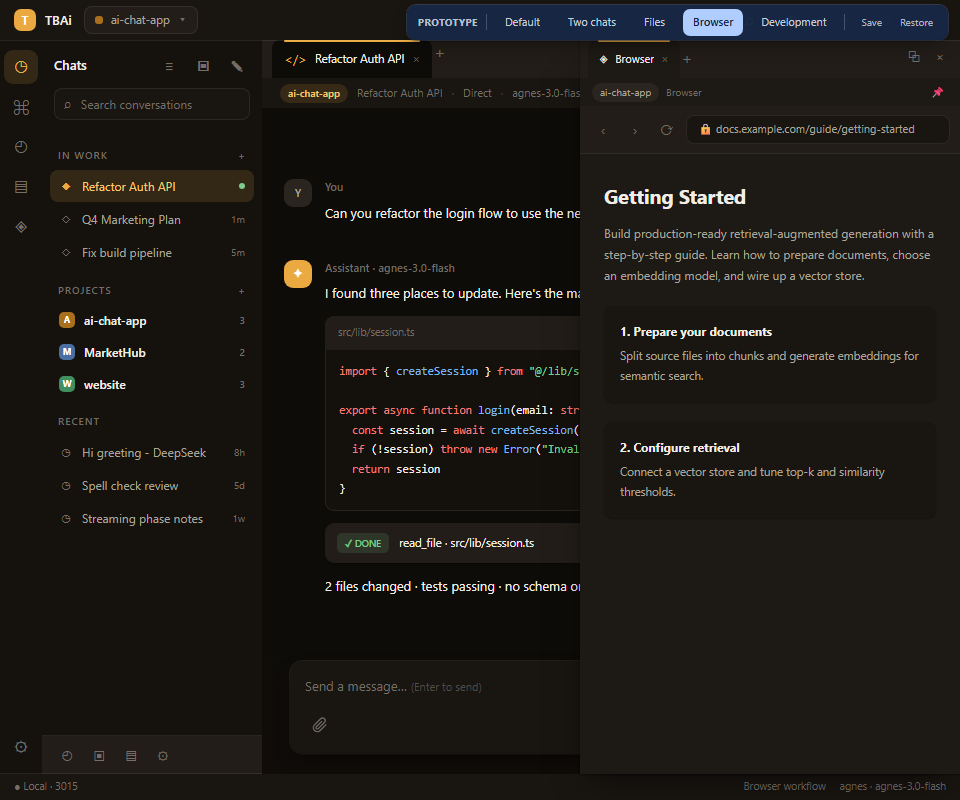 T TBAi ai-chat-app
PROTOTYPE Default Two chats Files Browser Development Save Restore
Chats
Search conversations
IN WORK +
Refactor Auth API
Q4 Marketing Plan 1m
Fix build pipeline 5m
PROJECTS +
A ai-chat-app 3
M MarketHub 2
W website 3
RECENT
Hi greeting - DeepSeek 8h
Spell check review 5d
Streaming phase notes 1w
</> Refactor Auth API × +
ai-chat-app Refactor Auth API · Direct · agnes-3.0-flas
Y You
Can you refactor the login flow to use the ne
Assistant · agnes-3.0-flash
I found three places to update. Here's the ma
src/lib/session.ts
import { createSession } from "@/lib/s
export async function login(email: str
const session = await createSession(
if (!session) throw new Error("Inval
return session
}
✓ DONE read_file · src/lib/session.ts
2 files changed · tests passing · no schema or
Send a message... (Enter to send)
Browser × +
ai-chat-app Browser
docs.example.com/guide/getting-started
Getting Started
Build production-ready retrieval-augmented generation with a
step-by-step guide. Learn how to prepare documents, choose
an embedding model, and wire up a vector store.
1. Prepare your documents
Split source files into chunks and generate embeddings for
semantic search.
2. Configure retrieval
Connect a vector store and tune top-k and similarity
thresholds.
● Local · 3015
Browser workflow agnes · agnes-3.0-flash